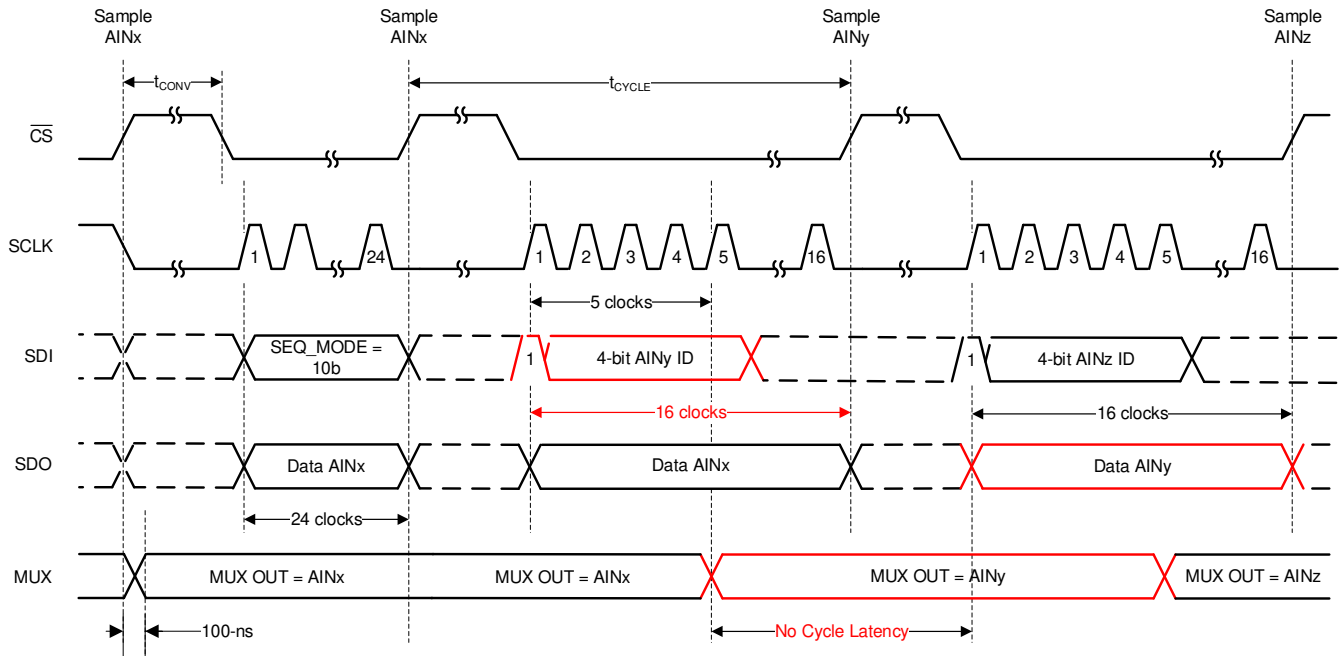 Sample
AINx
Sample
AINx
Sample
AINy
Sample
AINz
tCONV
tCYCLE
CS
SCLK
1
24
1
2
3
4
5
16
1
2
3
4
5
16
5 clocks
SDI
SEQ_MODE =
10b
1
4-bit AINy ID
1
4-bit AINz ID
16 clocks
16 clocks
SDO
Data AINx
Data AINx
Data AINy
24 clocks
MUX
MUX OUT = AINx
MUX OUT = AINx
MUX OUT = AINy
MUX OUT = AINz
100-ns
No Cycle Latency